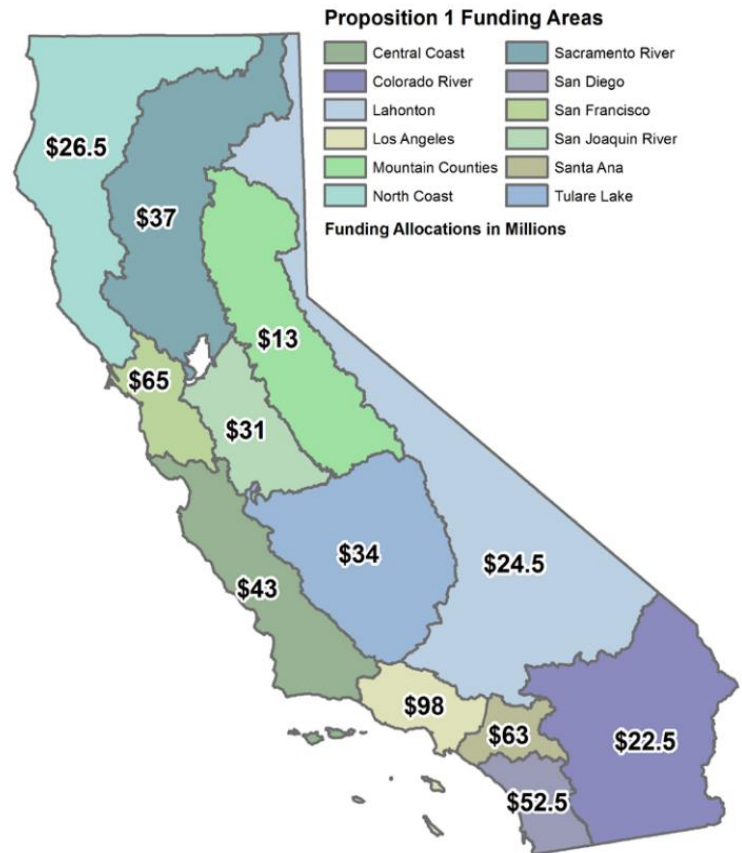 Proposition 1 Funding Areas
Central Coast
Colorado River
Lahonton
Los Angeles
Mountain Counties
North Coast
Sacramento River
San Diego
San Francisco
San Joaquin River
Santa Ana
Tulare Lake
Funding Allocations in Millions
$26.5
$37
$13
$65
$31
$34
$24.5
$43
$98
$63
$22.5
$52.5